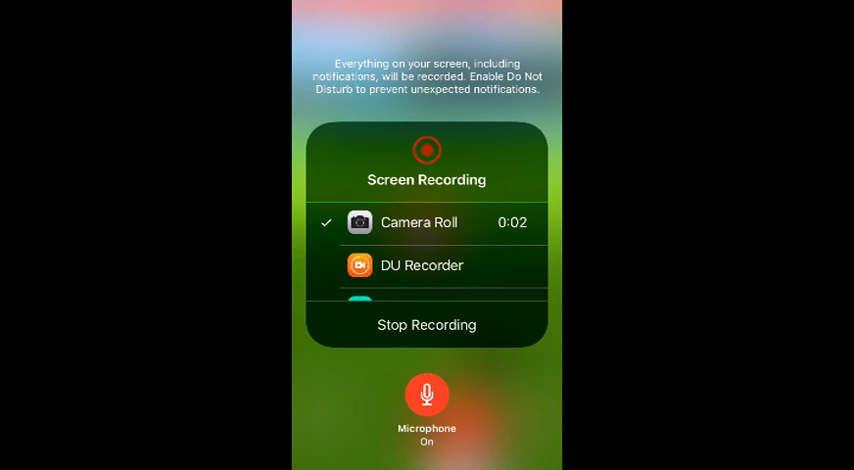 Everything on your screen, including
notifications, will be recorded. Enable Do Not
Disturb to prevent unexpected notifications.
Screen Recording
Camera Roll 0:02
DU Recorder
Stop Recording
Microphone
On